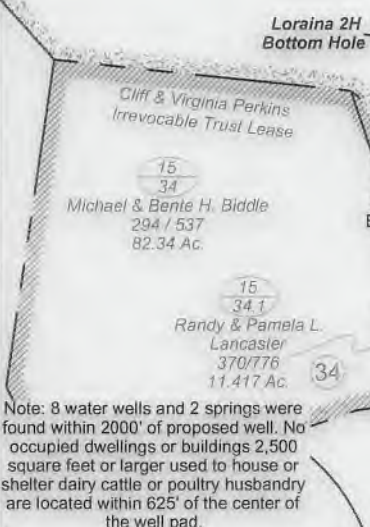 Loraina 2H
Bottom Hole
Cliff & Virginia Perkins
Irrevocable Trust Lease
15
34
Michael & Bente H. Biddle
294 / 537
82.34 Ac.
15
34.1
Randy & Pamela L.
Lancaster
370/776
11.417 Ac.
34
Note: 8 water wells and 2 springs were
found within 2000' of proposed well. No
occupied dwellings or buildings 2,500
square feet or larger used to house or
shelter dairy cattle or poultry husbandry
are located within 625' of the center of
the well pad.